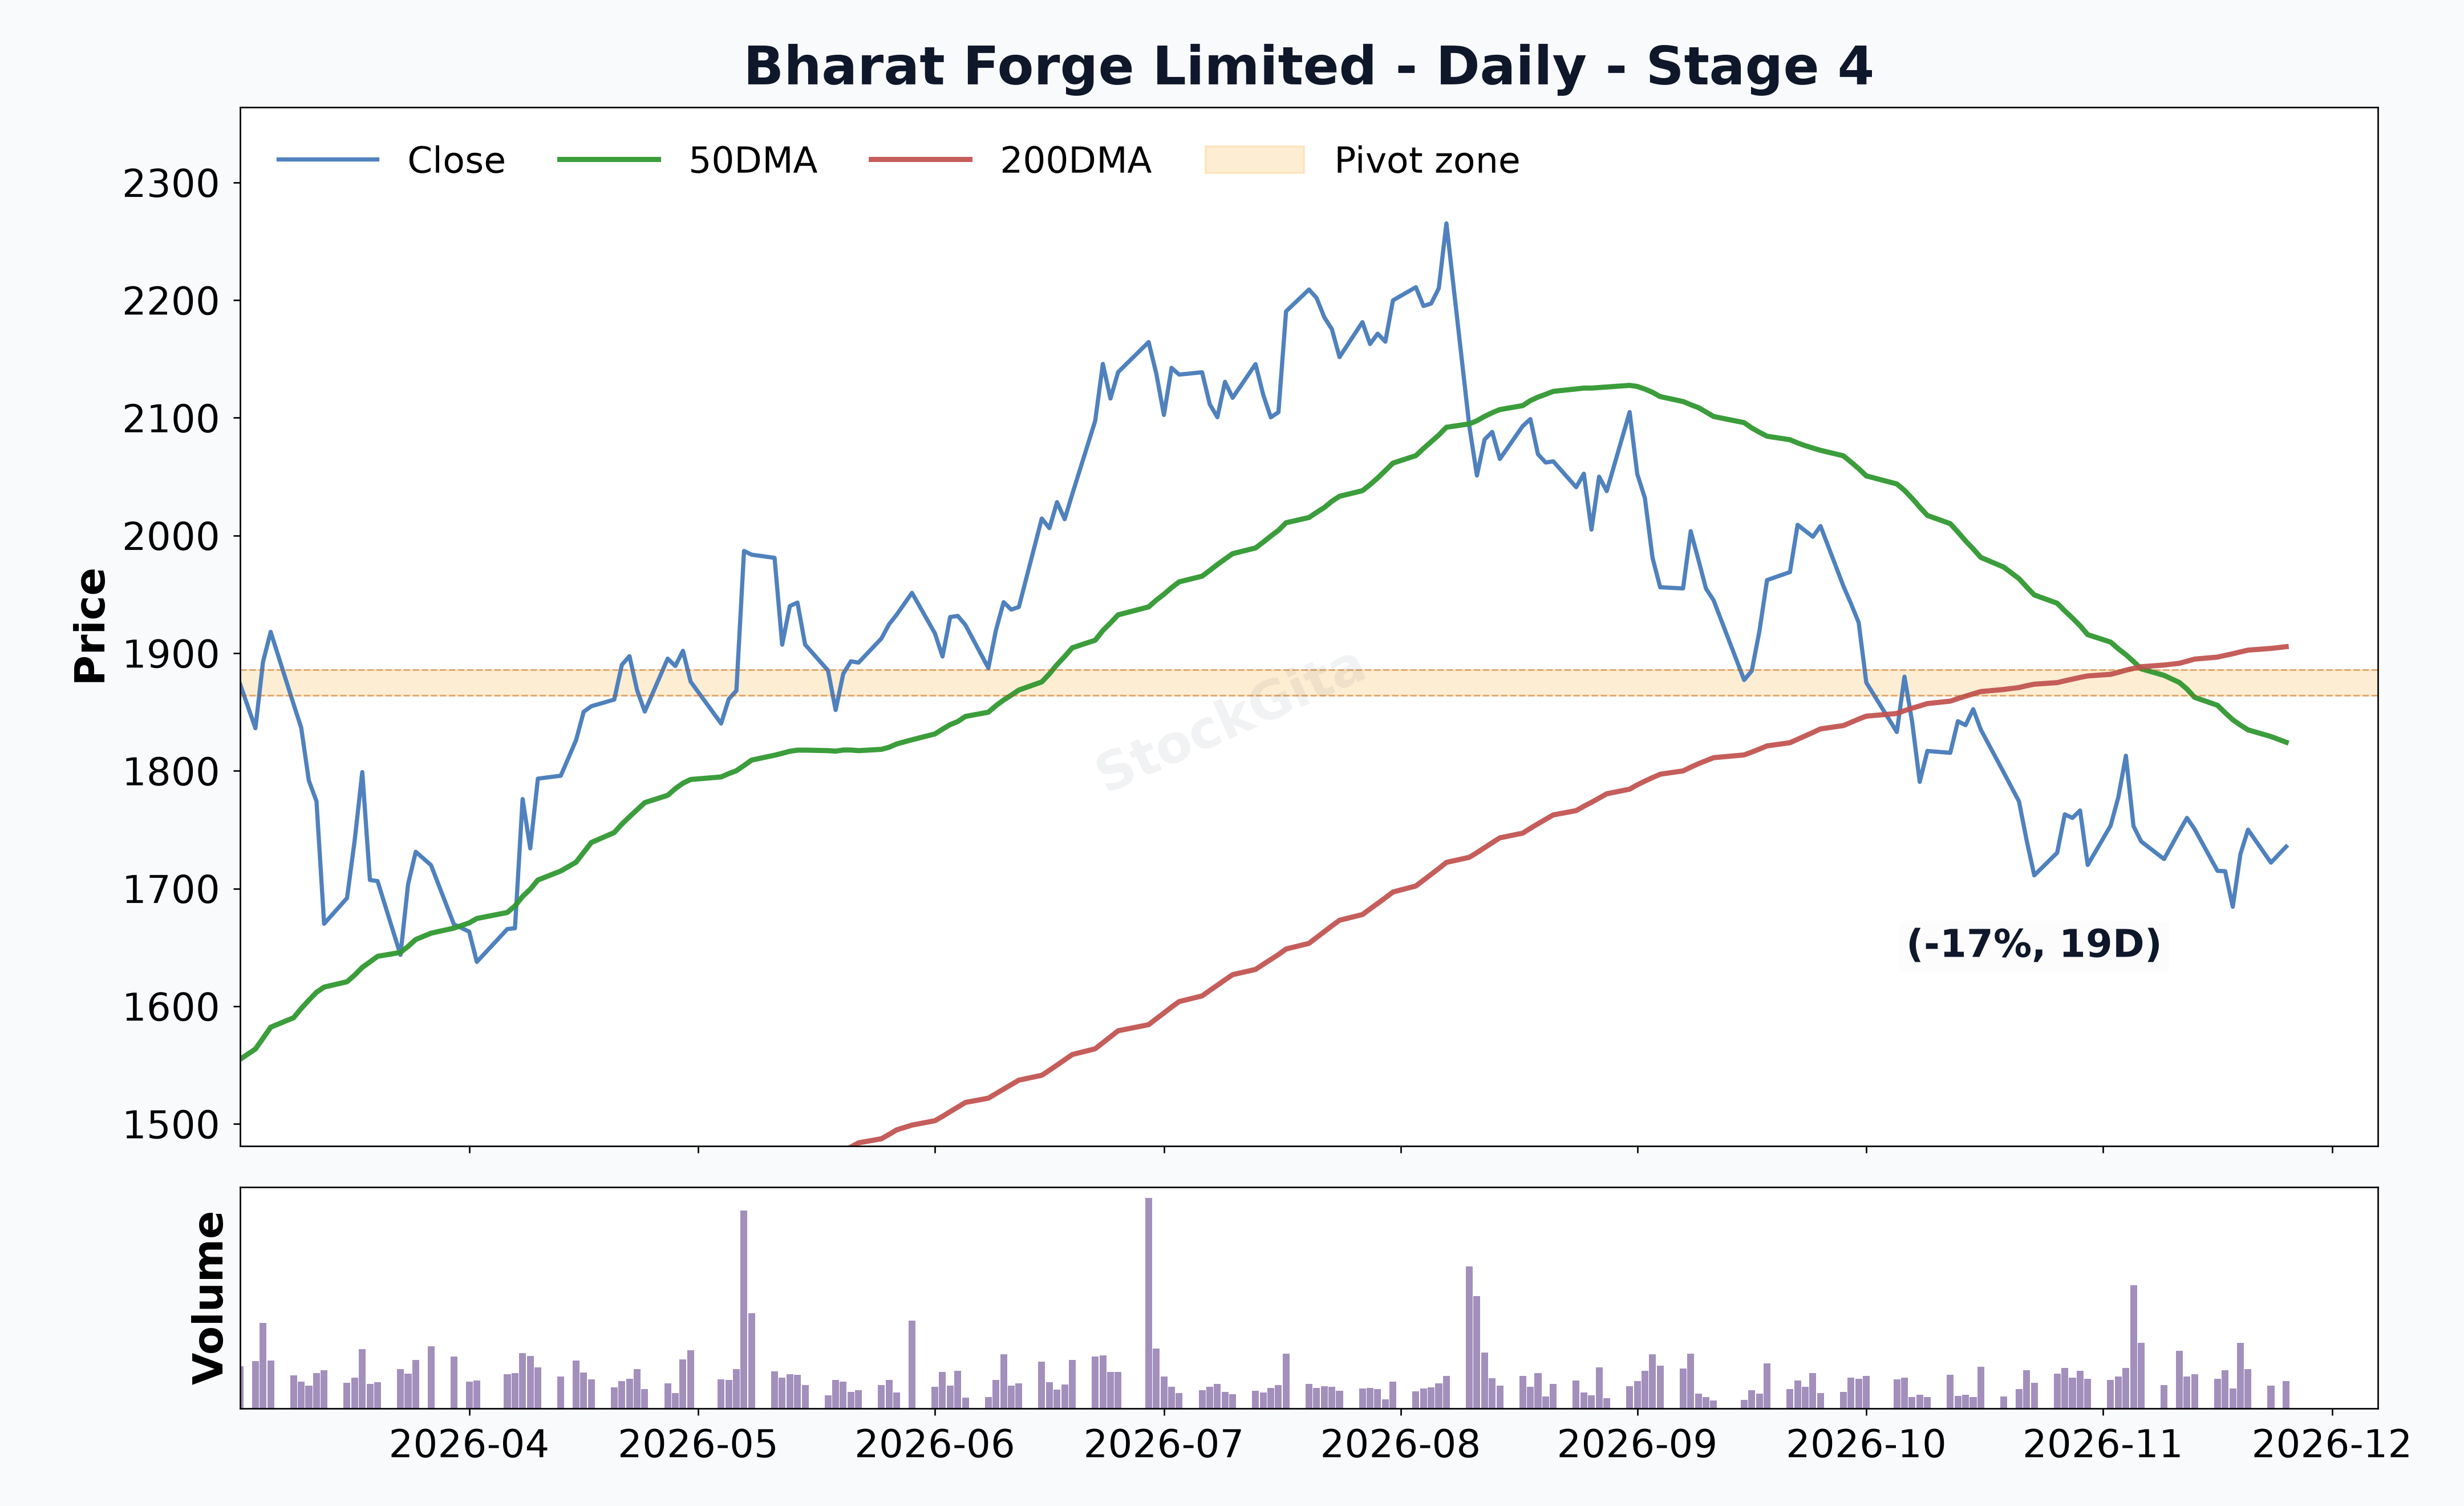 Bharat Forge Limited - Daily - Stage 4
Close 50DMA 200DMA Pivot zone
2300
2200
2100
2000
1900
1800
1700
1600
1500
Price
StockGita
(-17%, 19D)
Volume
2026-04 2026-05 2026-06 2026-07 2026-08 2026-09 2026-10 2026-11 2026-12